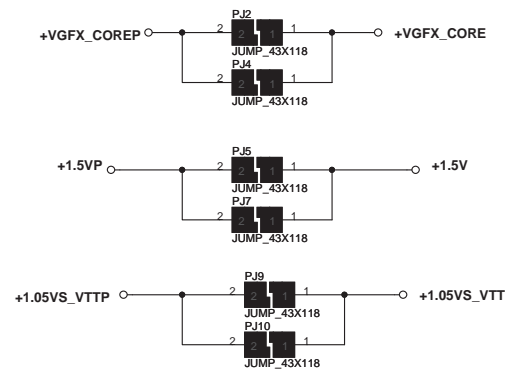 PJ2
+VGFX_COREP 2 2 1 1 +VGFX_CORE
JUMP_43X118
PJ4
2 2 1 1
JUMP_43X118
PJ5
+1.5VP 2 2 1 1 +1.5V
JUMP_43X118
PJ7
2 2 1 1
JUMP_43X118
PJ9
+1.05VS_VTTP 2 2 1 1 +1.05VS_VTT
JUMP_43X118
PJ10
2 2 1 1
JUMP_43X118